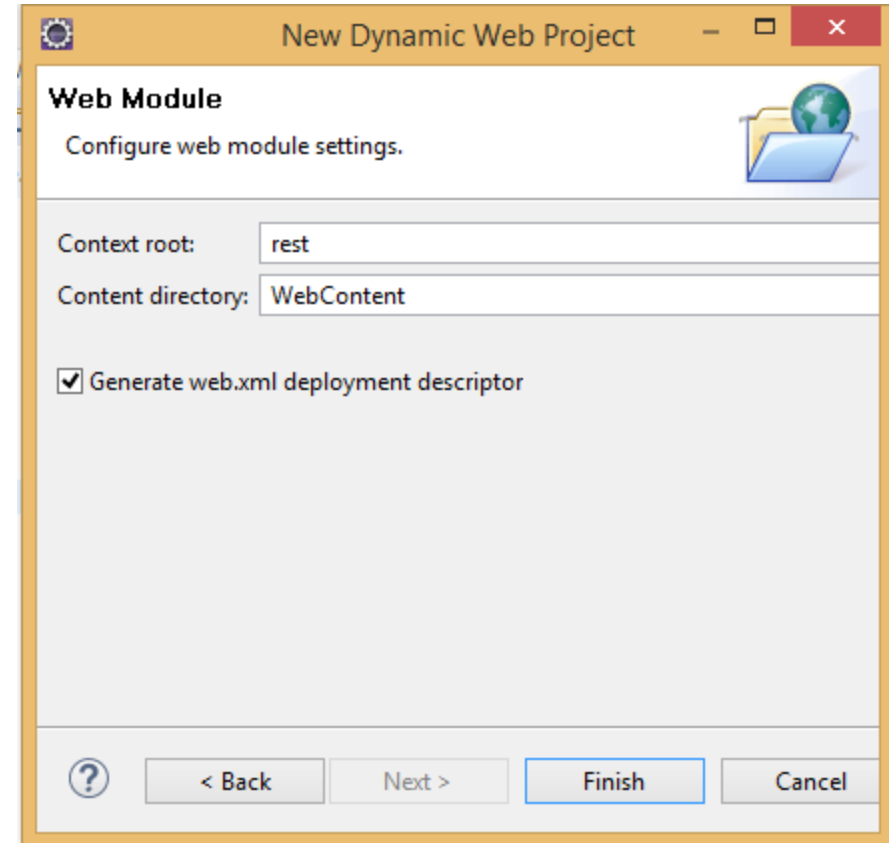 New Dynamic Web Project
Web Module
Configure web module settings.
Context root: rest
Content directory: WebContent
Generate web.xml deployment descriptor
? < Back Next > Finish Cancel